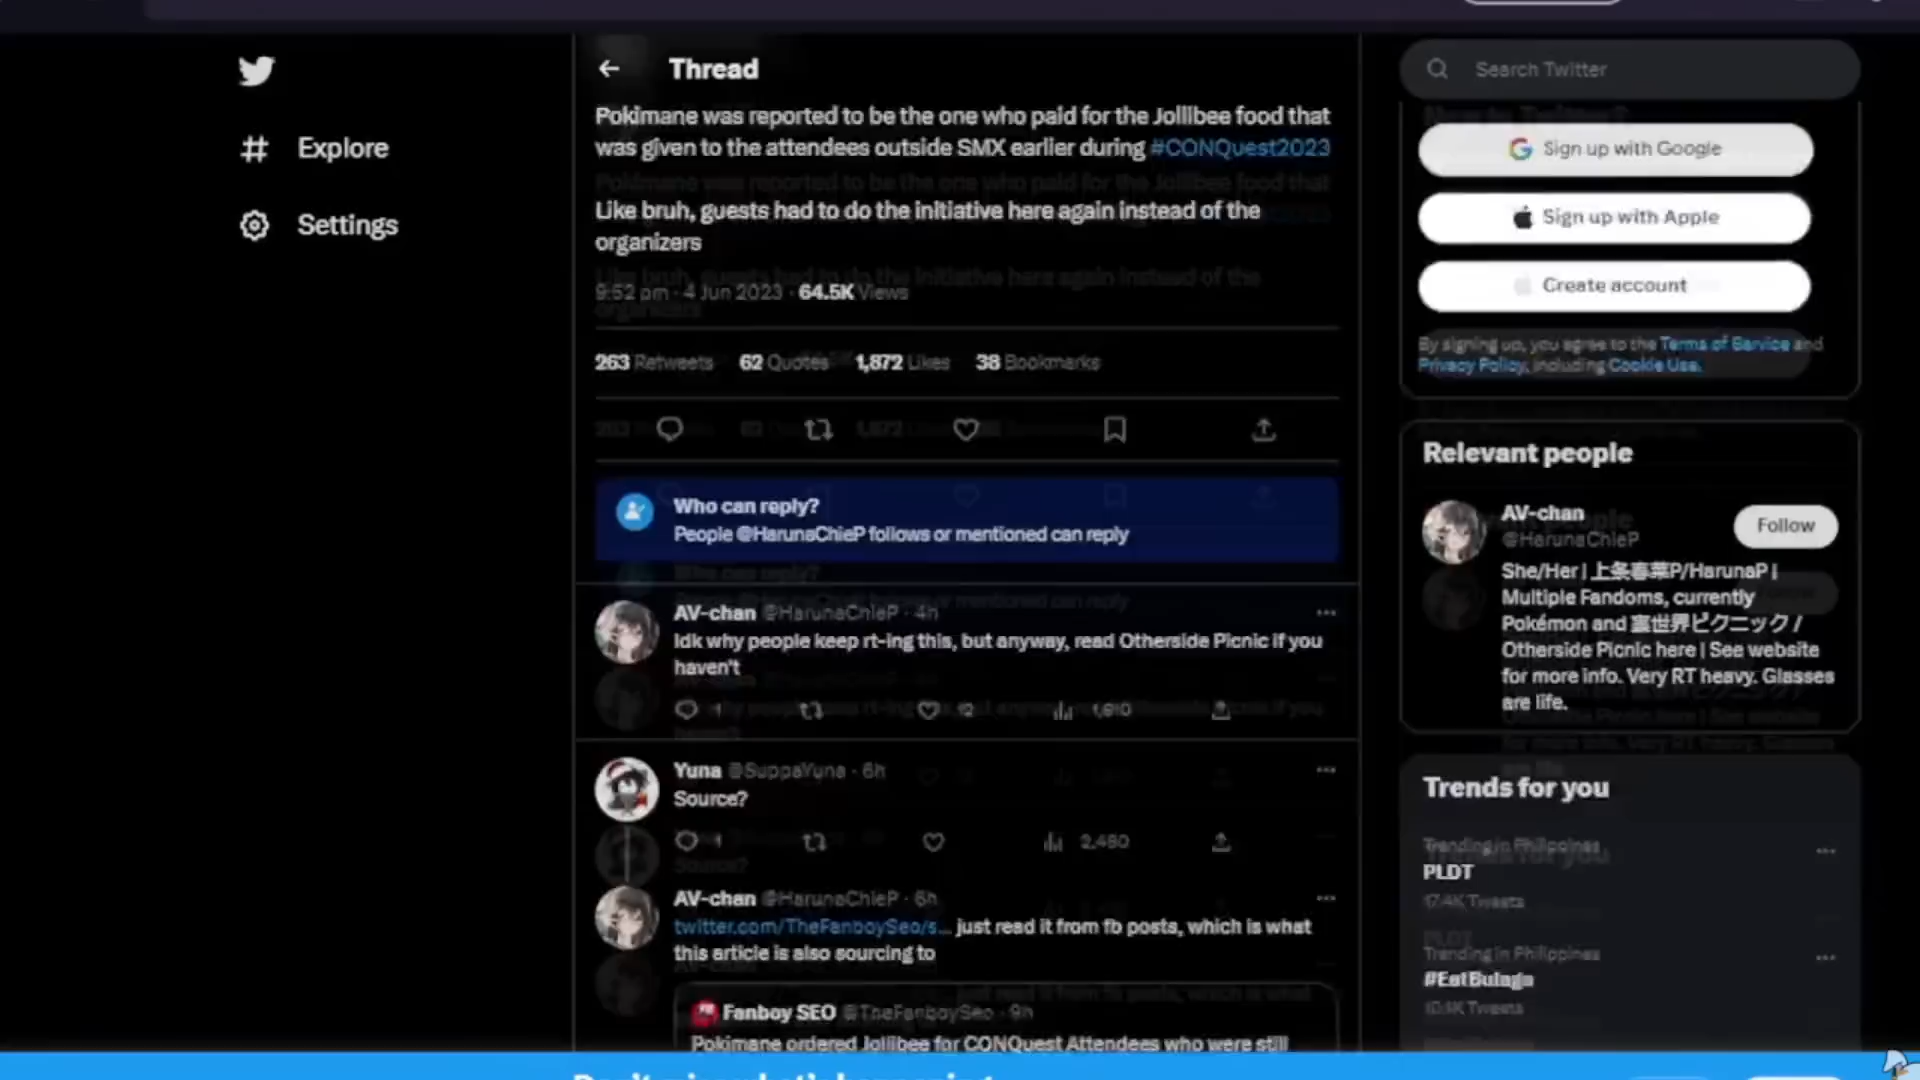 Thread
Search Twitter
Pokimane was reported to be the one who paid for the Jollibee food that
was given to the attendees outside SMX earlier during #CONQuest2023
Like bruh, guests had to do the initiative here again instead of the
organizers
9:52 pm · 4 Jun 2023 · 64.5K Views
263 Retweets 62 Quotes 1,872 Likes 38 Bookmarks
Explore
Settings
Who can reply?
People @HarunaChieP follows or mentioned can reply
AV-chan @HarunaChieP · 4h
Idk why people keep rt-ing this, but anyway, read Otherside Picnic if you
haven't
1 12 1,610
Yuna @SuppaYuna · 6h
Source?
1 2,480
AV-chan @HarunaChieP · 6h
twitter.com/TheFanboySeo/s... just read it from fb posts, which is what
this article is also sourcing to
Fanboy SEO @TheFanboySeo · 9h
Pokimane ordered Jollibee for CONQuest Attendees who were still
Sign up with Google
Sign up with Apple
Create account
By signing up, you agree to the Terms of Service and
Privacy Policy, including Cookie Use.
Relevant people
AV-chan
@HarunaChieP
Follow
She/Her | 上条春菜P/HarunaP |
Multiple Fandoms, currently
Pokémon and 裏世界ピクニック /
Otherside Picnic here | See website
for more info. Very RT heavy. Glasses
are life.
Trends for you
Trending in Philippines
PLDT
17.4K Tweets
Trending in Philippines
#EatBulaga
Tweets